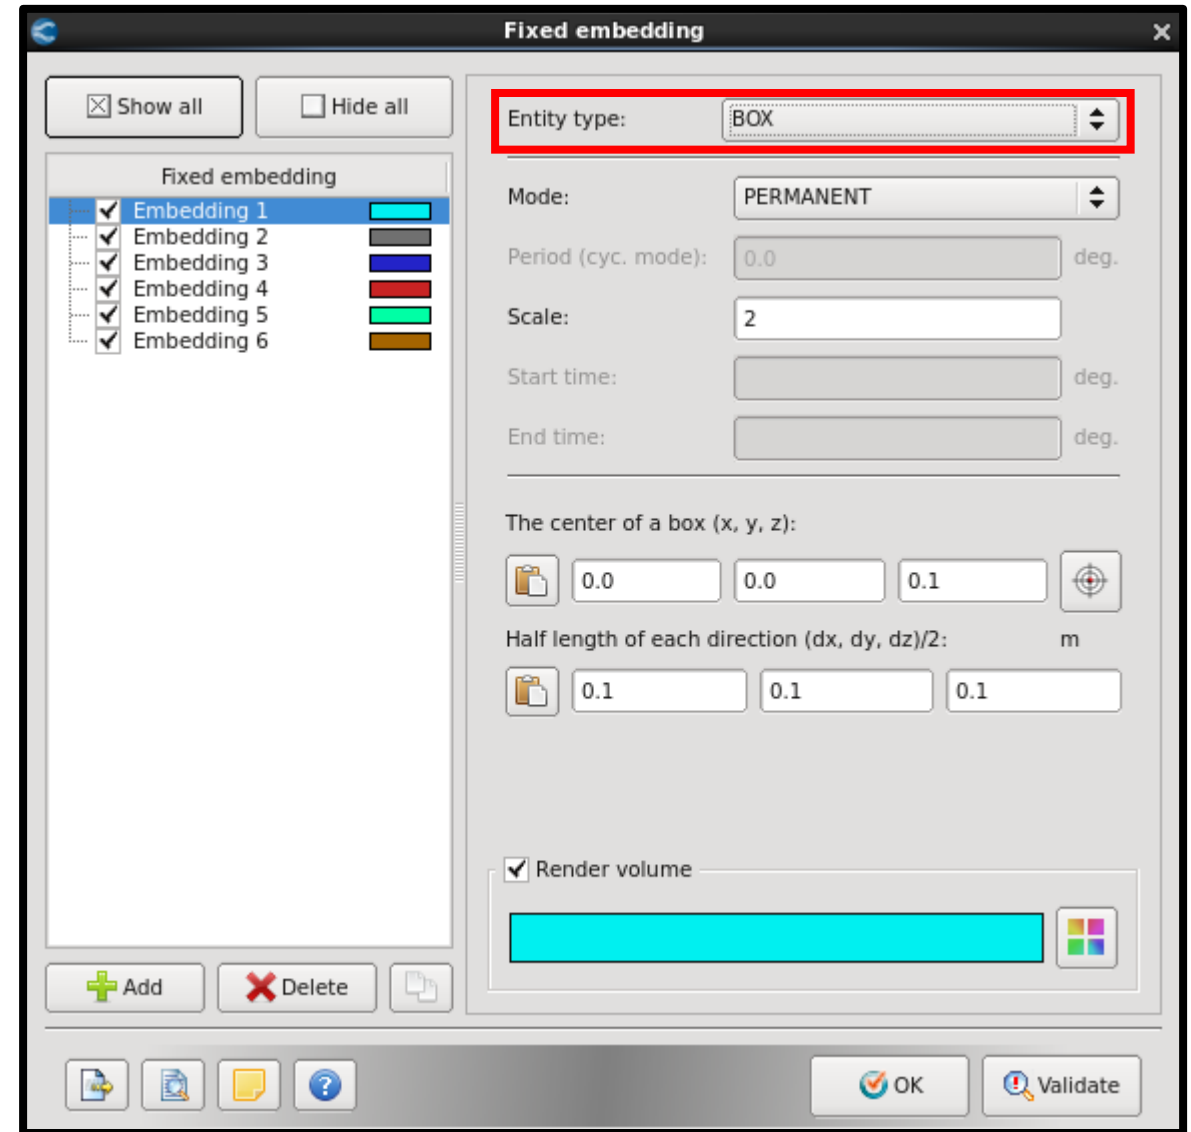 Fixed embedding
Show all
Hide all
Fixed embedding
Embedding 1
Embedding 2
Embedding 3
Embedding 4
Embedding 5
Embedding 6
Add
Delete
Entity type: BOX
Mode: PERMANENT
Period (cyc. mode): 0.0 deg.
Scale: 2
Start time: deg.
End time: deg.
The center of a box (x, y, z):
0.0 0.0 0.1
Half length of each direction (dx, dy, dz)/2: m
0.1 0.1 0.1
Render volume
OK
Validate